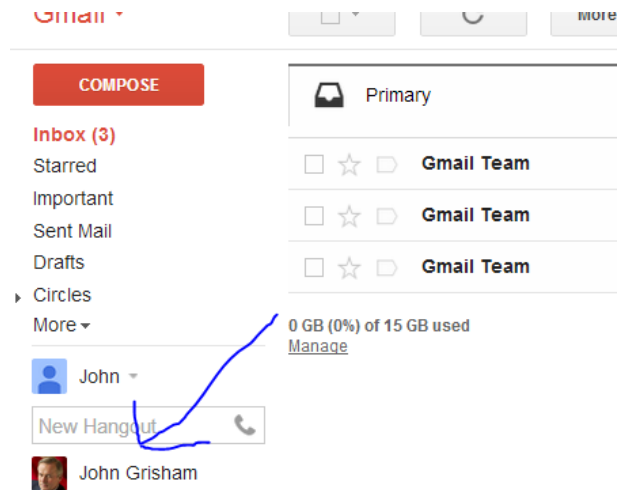 Gmail
More
COMPOSE
Primary
Inbox (3)
Starred
Important
Sent Mail
Drafts
Circles
More
Gmail Team
Gmail Team
Gmail Team
0 GB (0%) of 15 GB used
Manage
John
New Hangout
John Grisham